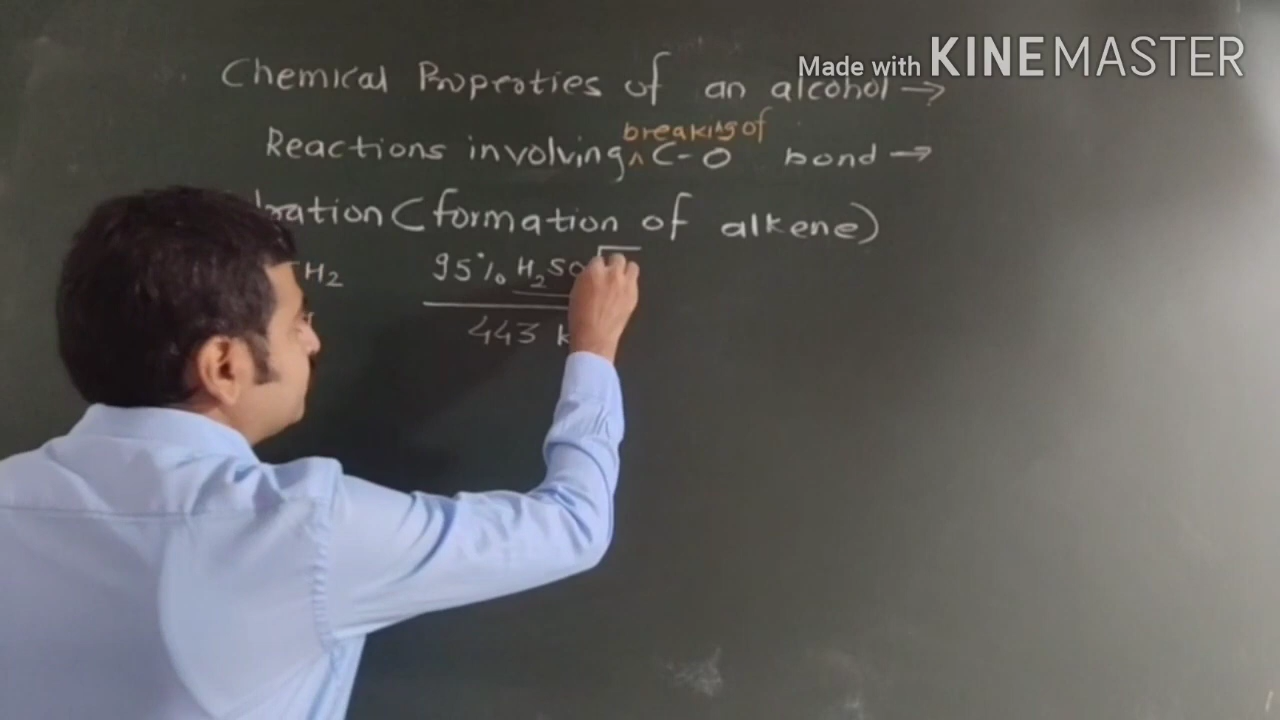 Made with KINEMASTER
Chemical Properties of an alcohol →
breaking of
Reactions involving ^ C-O bond →
(formation of alkene)
H2 95% H2SO
443 k